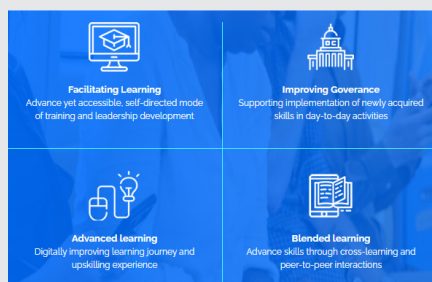 Facilitating Learning
Advance yet accessible, self-directed mode
of training and leadership development
Improving Goverance
Supporting implementation of newly acquired
skills in day-to-day activities
Advanced learning
Digitally improving learning journey and
upskilling experience
Blended learning
Advance skills through cross-learning and
peer-to-peer interactions